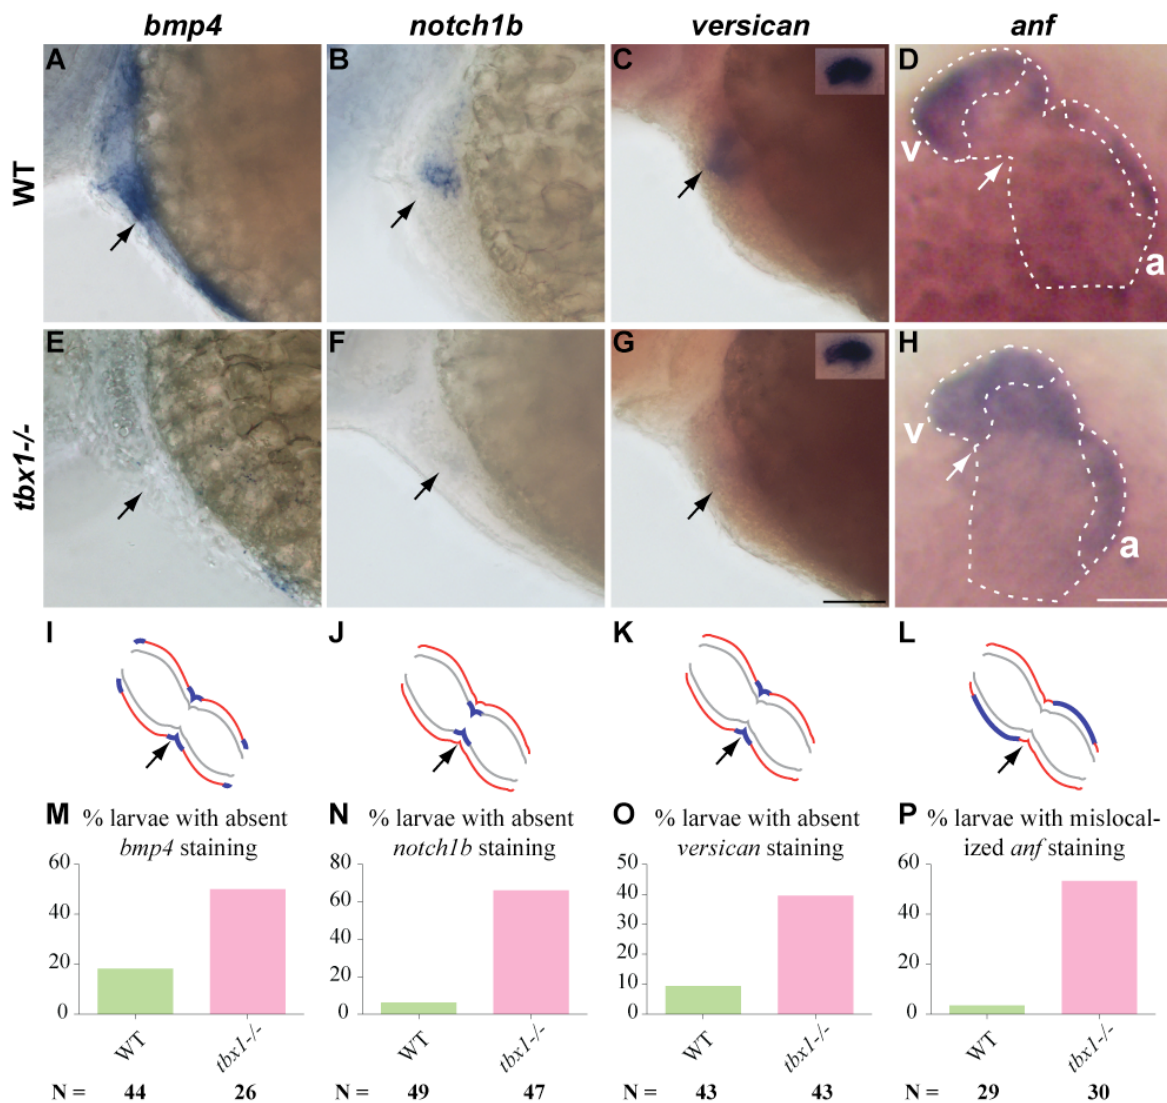 bmp4 notch1b versican anf
WT
A B C D
v
a
tbx1-/-
E F G H
v
a
I J K L
M % larvae with absent bmp4 staining
60
40
20
0
WT tbx1-/-
N % larvae with absent notch1b staining
80
60
40
20
0
WT tbx1-/-
O % larvae with absent versican staining
50
40
30
20
10
0
WT tbx1-/-
P % larvae with mislocal-
ized anf staining
60
40
20
0
WT tbx1-/-
N = 44 26 N = 49 47 N = 43 43 N = 29 30